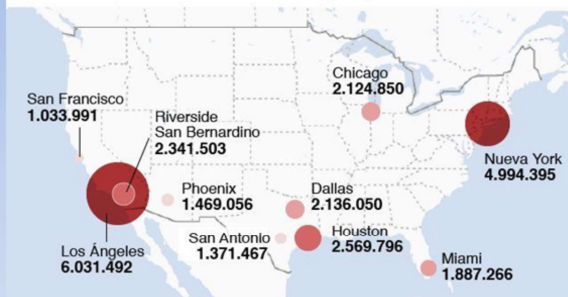 Chicago
2.124.850
San Francisco
1.033.991
Riverside
San Bernardino
2.341.503
Nueva York
4.994.395
Phoenix
1.469.056
Dallas
2.136.050
San Antonio
1.371.467
Houston
2.569.796
Los Ángeles
6.031.492
Miami
1.887.266